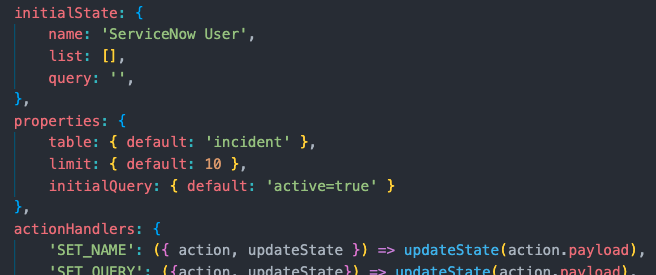 initialState: {
name: 'ServiceNow User',
list: [],
query: '',
},
properties: {
table: { default: 'incident' },
limit: { default: 10 },
initialQuery: { default: 'active=true' }
},
actionHandlers: {
'SET_NAME': ({ action, updateState }) => updateState(action.payload),
'SET_QUERY': ({action, updateState}) => updateState(action.payload),